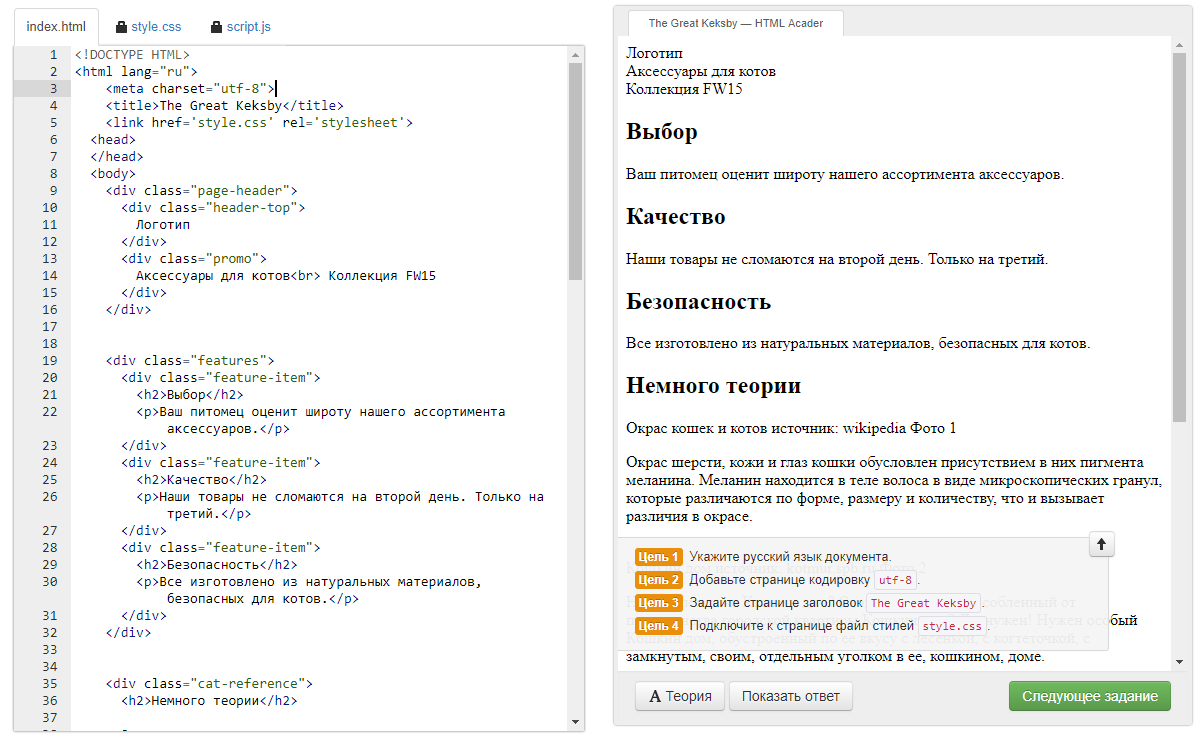 index.html style.css script.js
1 <!DOCTYPE HTML>
2 <html lang="ru">
3 <meta charset="utf-8">
4 <title>The Great Keksby</title>
5 <link href='style.css' rel='stylesheet'>
6 <head>
7 </head>
8 <body>
9 <div class="page-header">
10 <div class="header-top">
11 Логотип
12 </div>
13 <div class="promo">
14 Аксессуары для котов<br> Коллекция FW15
15 </div>
16 </div>
17
18
19 <div class="features">
20 <div class="feature-item">
21 <h2>Выбор</h2>
22 <p>Ваш питомец оценит широту нашего ассортимента
аксессуаров.</p>
23 </div>
24 <div class="feature-item">
25 <h2>Качество</h2>
26 <p>Наши товары не сломаются на второй день. Только на
третий.</p>
27 </div>
28 <div class="feature-item">
29 <h2>Безопасность</h2>
30 <p>Все изготовлено из натуральных материалов,
безопасных для котов.</p>
31 </div>
32 </div>
33
34
35 <div class="cat-reference">
36 <h2>Немного теории</h2>
37
The Great Keksby — HTML Acader
Логотип
Аксессуары для котов
Коллекция FW15
Выбор
Ваш питомец оценит широту нашего ассортимента аксессуаров.
Качество
Наши товары не сломаются на второй день. Только на третий.
Безопасность
Все изготовлено из натуральных материалов, безопасных для котов.
Немного теории
Окрас кошек и котов источник: wikipedia Фото 1
Окрас шерсти, кожи и глаз кошки обусловлен присутствием в них пигмента
меланина. Меланин находится в теле волоса в виде микроскопических гранул,
которые различаются по форме, размеру и количеству, что и вызывает
различия в окрасе.
Цель 1 Укажите русский язык документа.
Цель 2 Добавьте странице кодировку utf-8.
Цель 3 Задайте странице заголовок The Great Keksby.
Цель 4 Подключите к странице файл стилей style.css.
замкнутым, своим, отдельным уголком в ее, кошкином, доме.
Теория Показать ответ Следующее задание